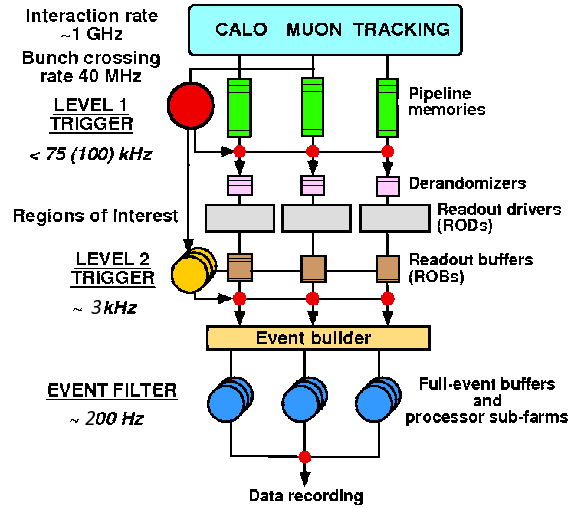 Interaction rate
~1 GHz
CALO MUON TRACKING
Bunch crossing
rate 40 MHz
LEVEL 1
TRIGGER
< 75 (100) kHz
Pipeline
memories
Derandomizers
Regions of Interest
Readout drivers
(RODs)
LEVEL 2
TRIGGER
~ 3kHz
Readout buffers
(ROBs)
Event builder
EVENT FILTER
~ 200 Hz
Full-event buffers
and
processor sub-farms
Data recording